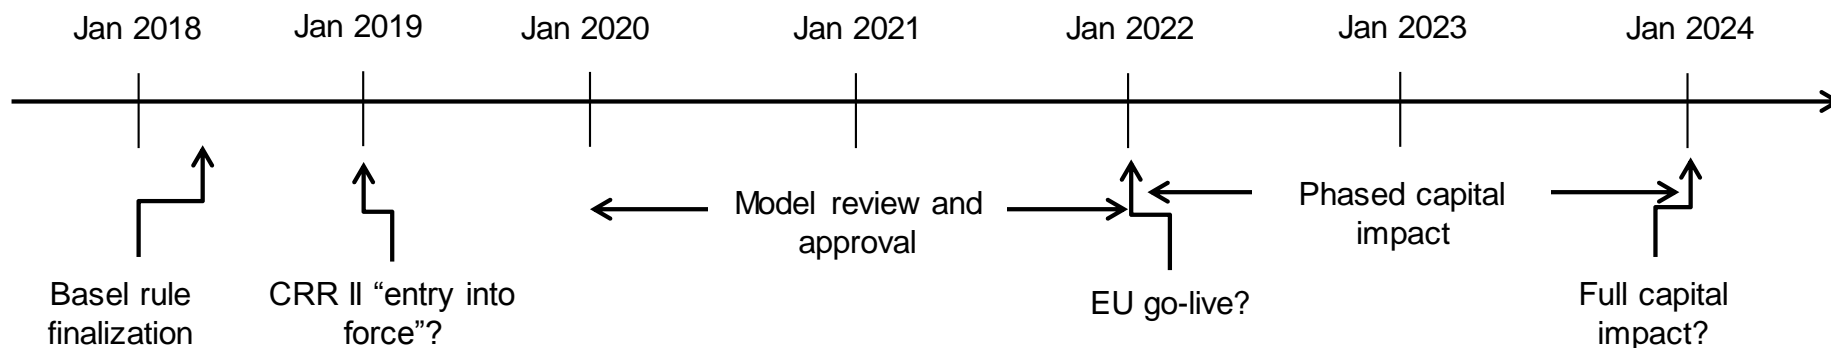 Jan 2018
Jan 2019
Jan 2020
Jan 2021
Jan 2022
Jan 2023
Jan 2024
Model review and
approval
Phased capital
impact
Basel rule
finalization
CRR II “entry into
force”?
EU go-live?
Full capital
impact?